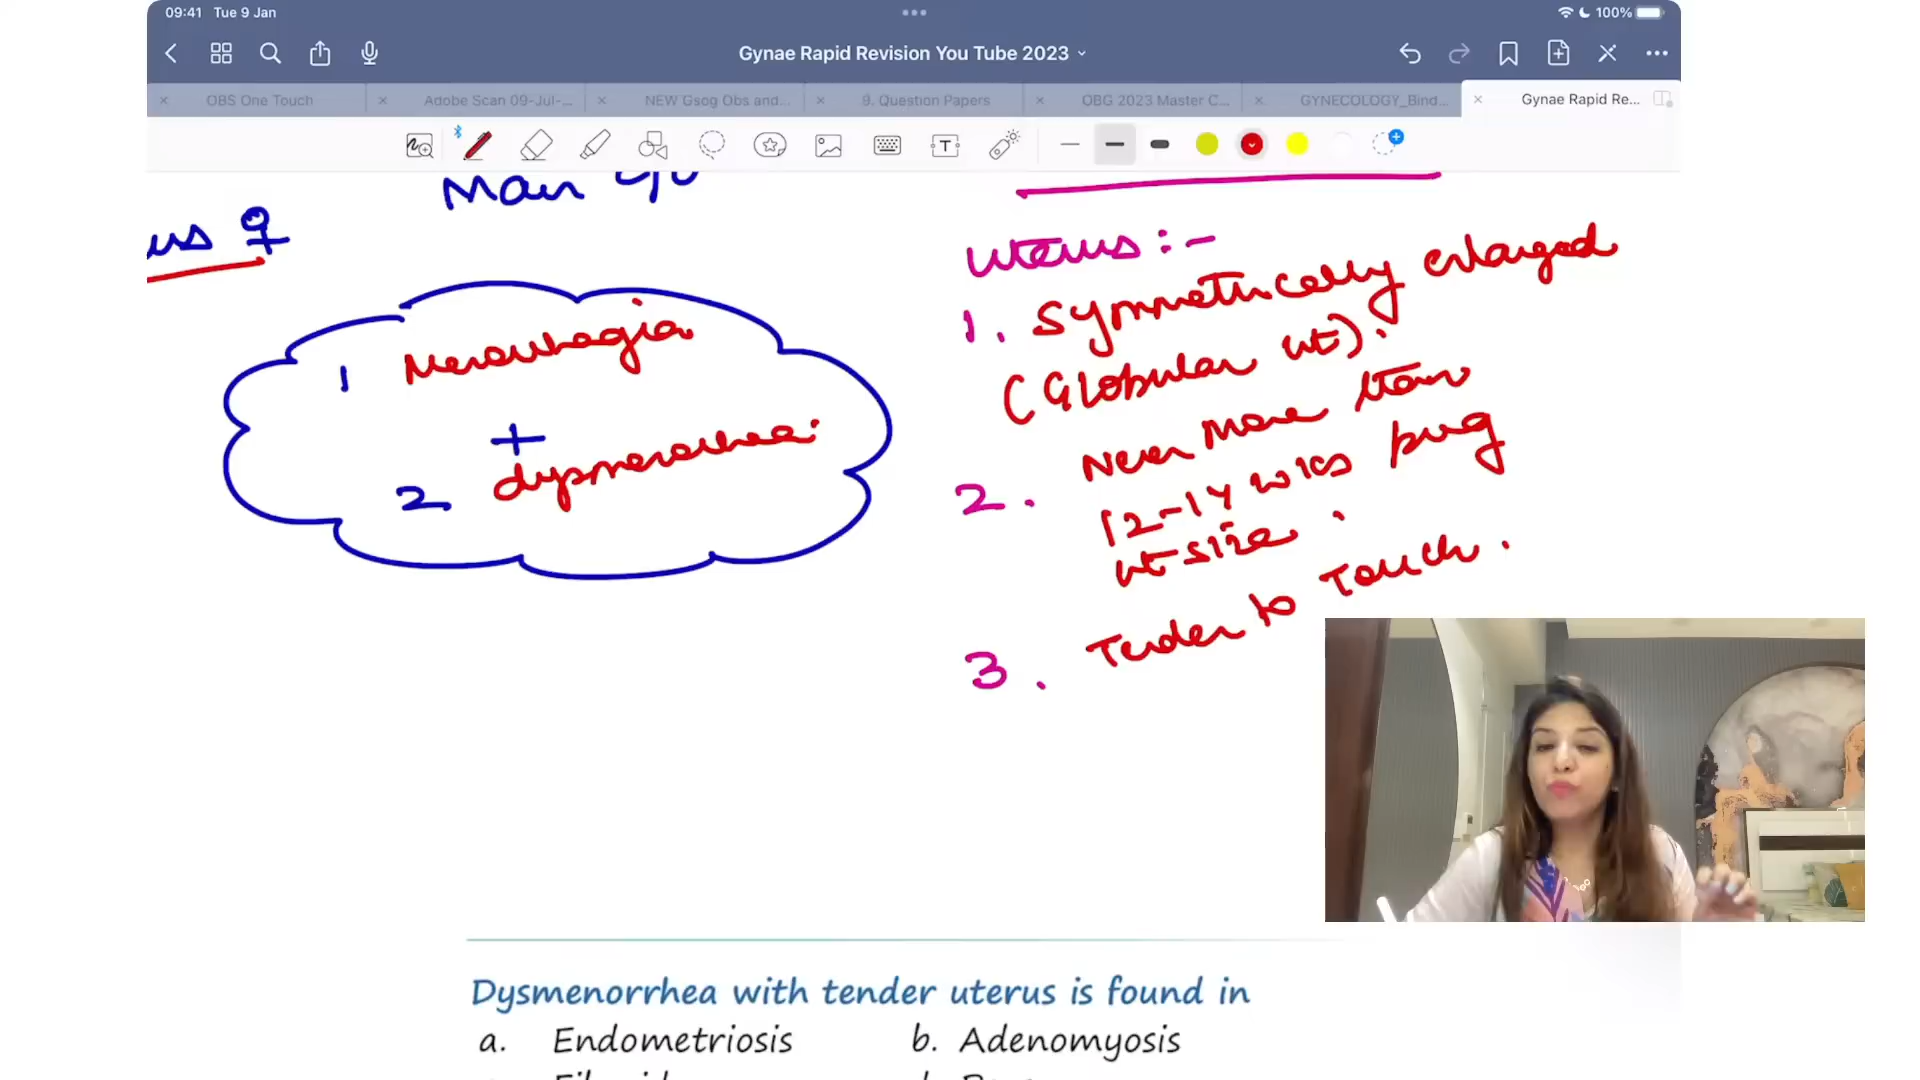 09:41 Tue 9 Jan
100%
Gynae Rapid Revision You Tube 2023
OBS One Touch
Adobe Scan 09-Jul-...
NEW Gsog Obs and...
9. Question Papers
OBG 2023 Master C...
GYNECOLOGY_Bind...
Gynae Rapid Re...
Main
us ♀
1 Menorrhagia
+
2 dysmenorrhea
uterus :-
1. Symmetrically enlarged
(Globular ut).
2. Never More than
12-14 wks preg
ut size.
3. Tender to Touch.
Dysmenorrhea with tender uterus is found in
a. Endometriosis
b. Adenomyosis